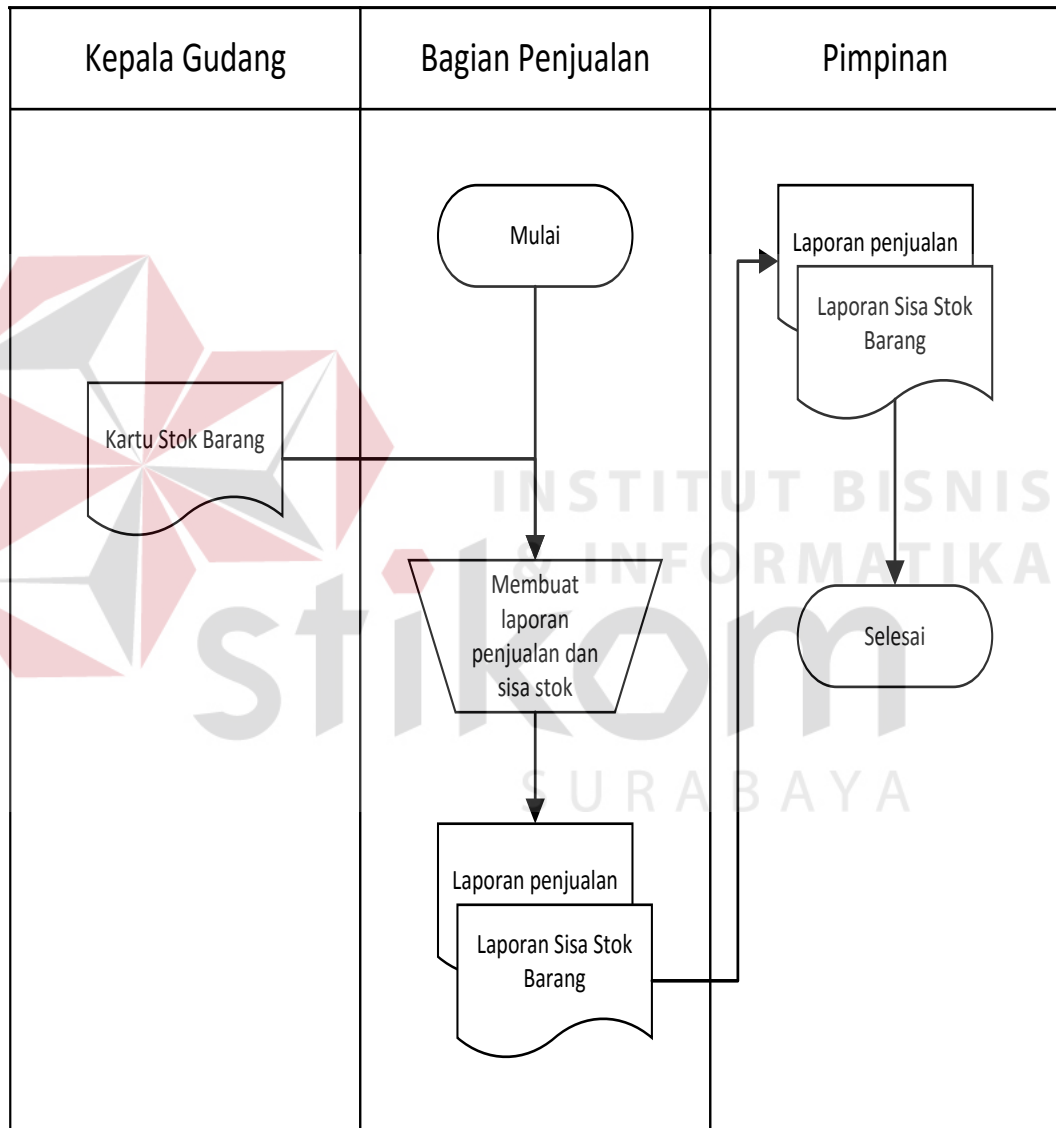 Kepala Gudang
Bagian Penjualan
Pimpinan
Mulai
Laporan penjualan
Laporan Sisa Stok
Barang
Kartu Stok Barang
INSTITUT BISNIS
& INFORMATIKA
stikom
SURABAYA
Membuat
laporan
penjualan dan
sisa stok
Selesai
Laporan penjualan
Laporan Sisa Stok
Barang